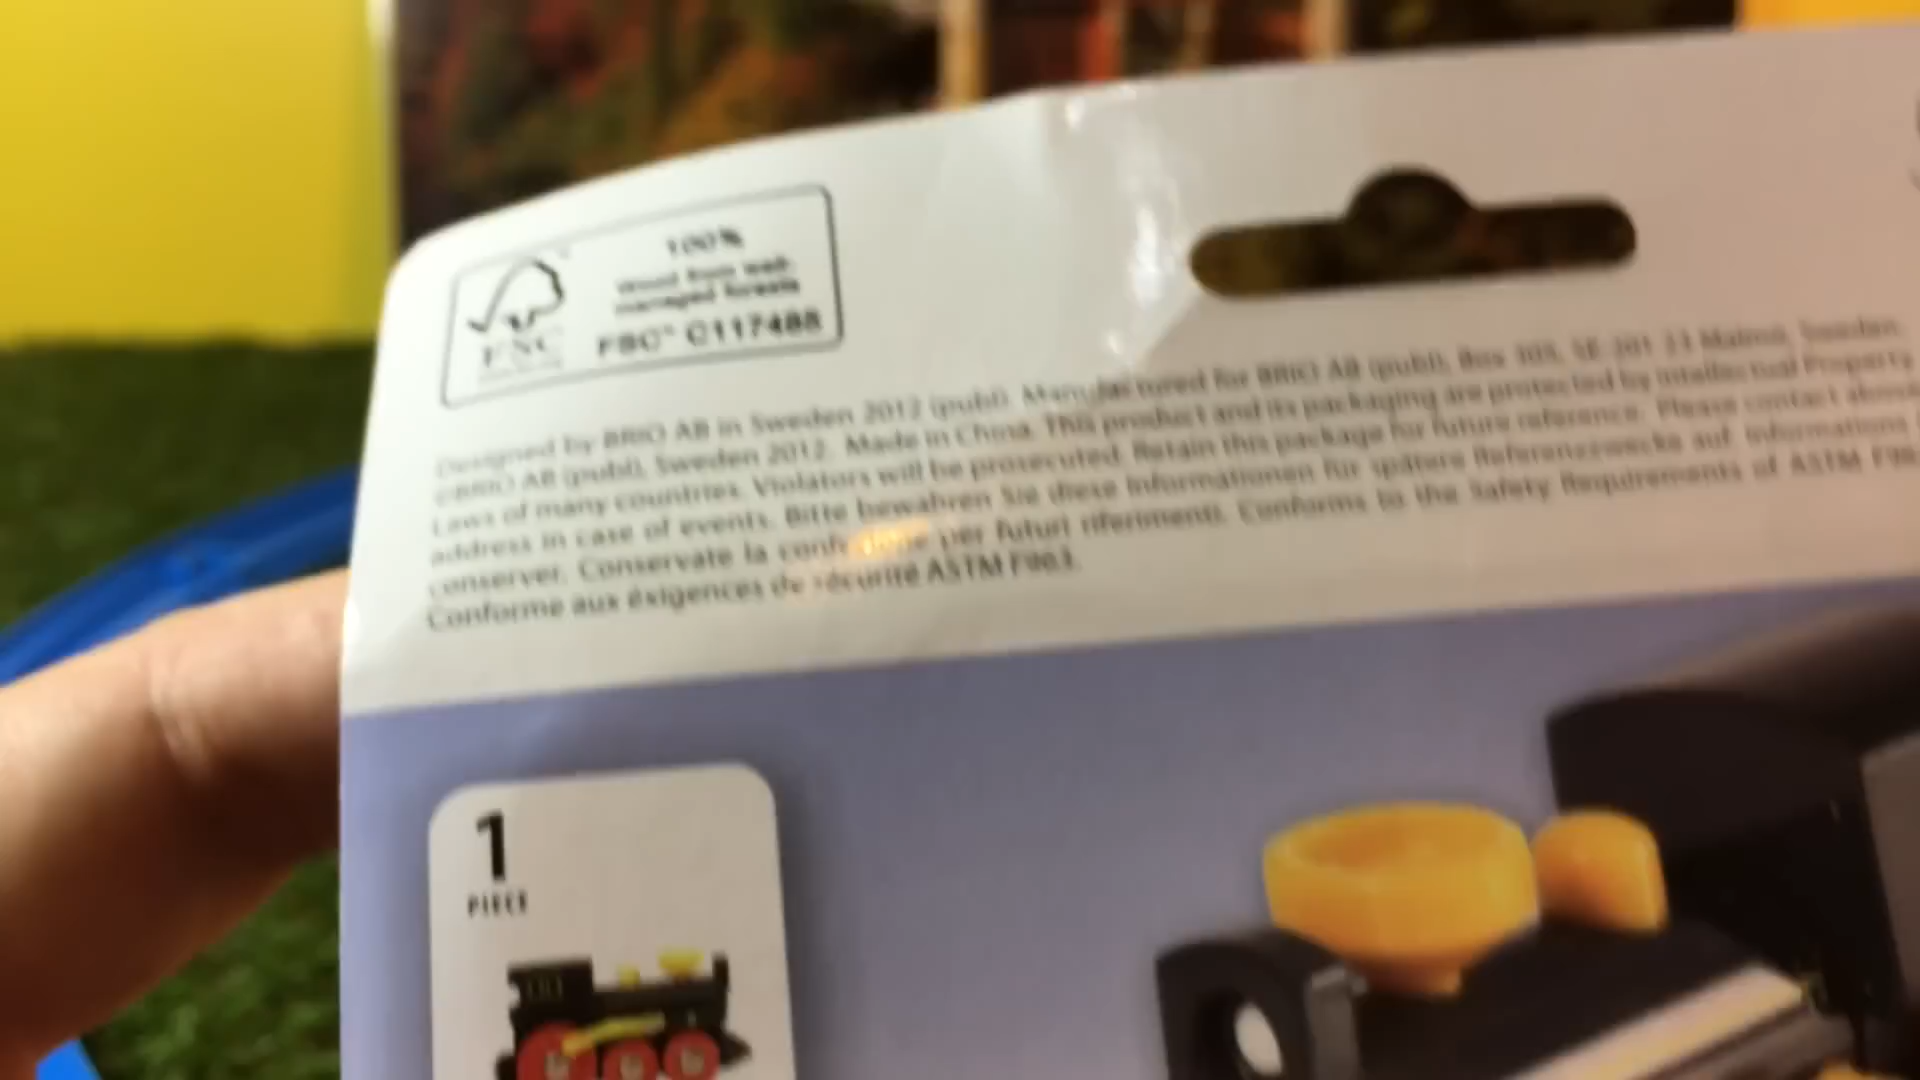 100%
Wood from well-
managed forests
FSC™ C117488
FSC
Designed by BRIO AB in Sweden 2012 (publ). Manufactured for BRIO AB (publ), Box 305, SE-201 23 Malmö, Sweden.
©BRIO AB (publ), Sweden 2012. Made in China. This product and its packaging are protected by Intellectual Property
Laws of many countries. Violators will be prosecuted. Retain this package for future reference. Please contact above
address in case of events. Bitte bewahren Sie diese Informationen für spätere Referenzzwecke auf. Informations
conserver. Conservate la per futuri riferimenti. Conforms to the Safety Requirements of ASTM
Conforme aux éxigences de sécurité ASTM F963.
1
PIECE